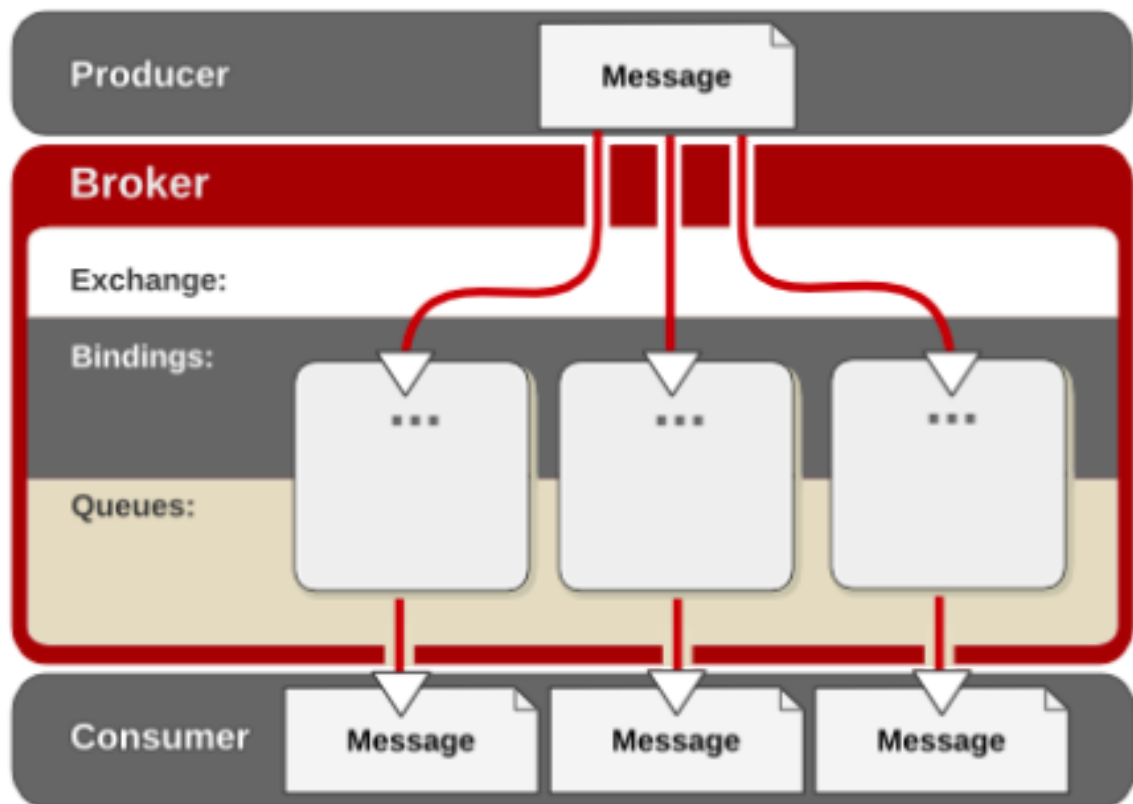 Producer
Message
Broker
Exchange:
Bindings:
...
...
...
Queues:
Consumer
Message
Message
Message